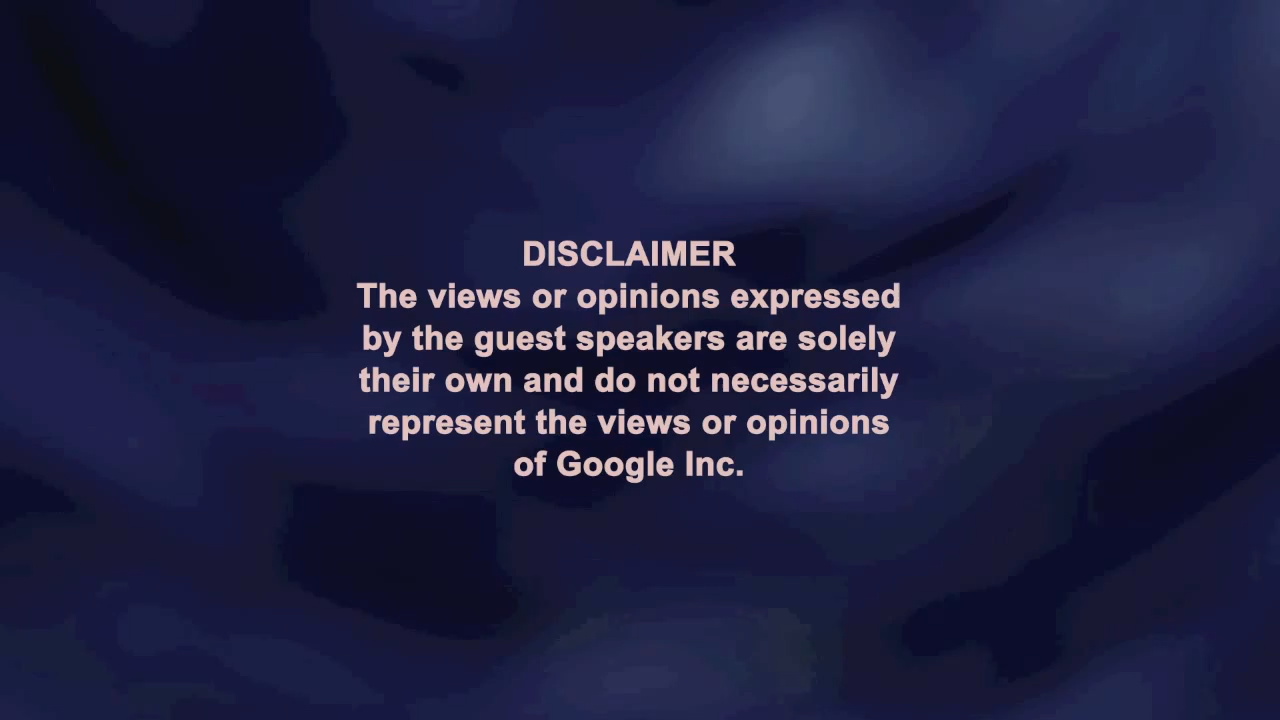 DISCLAIMER
The views or opinions expressed
by the guest speakers are solely
their own and do not necessarily
represent the views or opinions
of Google Inc.